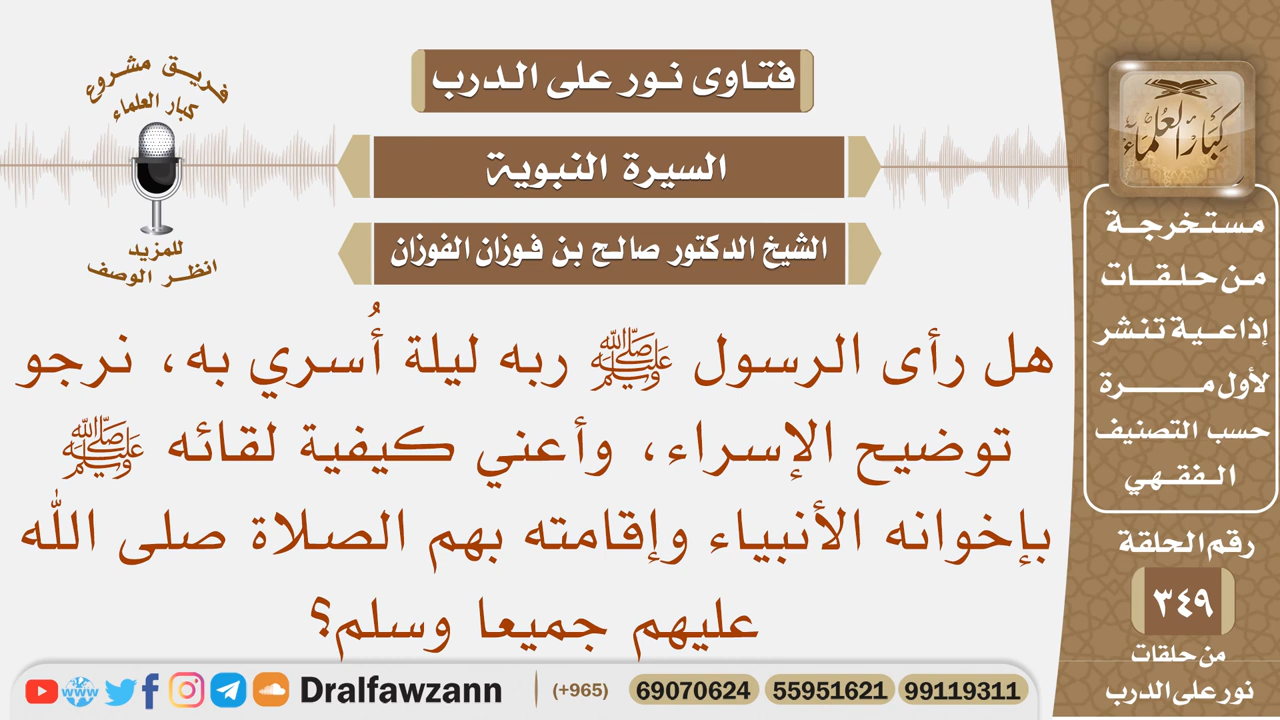 فريق مشروع
كبار العلماء
للمزيد
انظر الوصف
فتاوى نور على الدرب
السيرة النبوية
الشيخ الدكتور صالح بن فوزان الفوزان
هل رأى الرسول ﷺ ربه ليلة أُسري به، نرجو
توضيح الإسراء، وأعني كيفية لقائه ﷺ
بإخوانه الأنبياء وإقامته بهم الصلاة صلى الله
عليهم جميعا وسلم؟
كبار العلماء
مستخرجة
من حلقات
إذاعية تنشر
لأول مرة
حسب التصنيف
الفقهي
رقم الحلقة
٣٤٩
من حلقات
نور على الدرب
www
Dralfawzann
(+965)
69070624
55951621
99119311